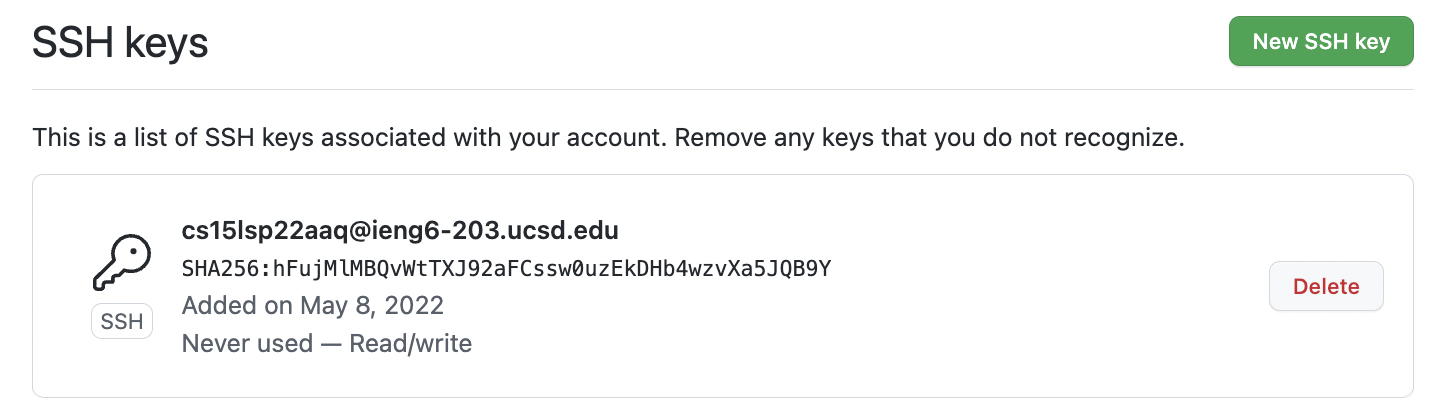 SSH keys
New SSH key
This is a list of SSH keys associated with your account. Remove any keys that you do not recognize.
cs15lsp22aaq@ieng6-203.ucsd.edu
SHA256:hFujMlMBQvWtTXJ92aFCssw0uzEkDHb4wzvXa5JQB9Y
Added on May 8, 2022
Never used — Read/write
SSH
Delete